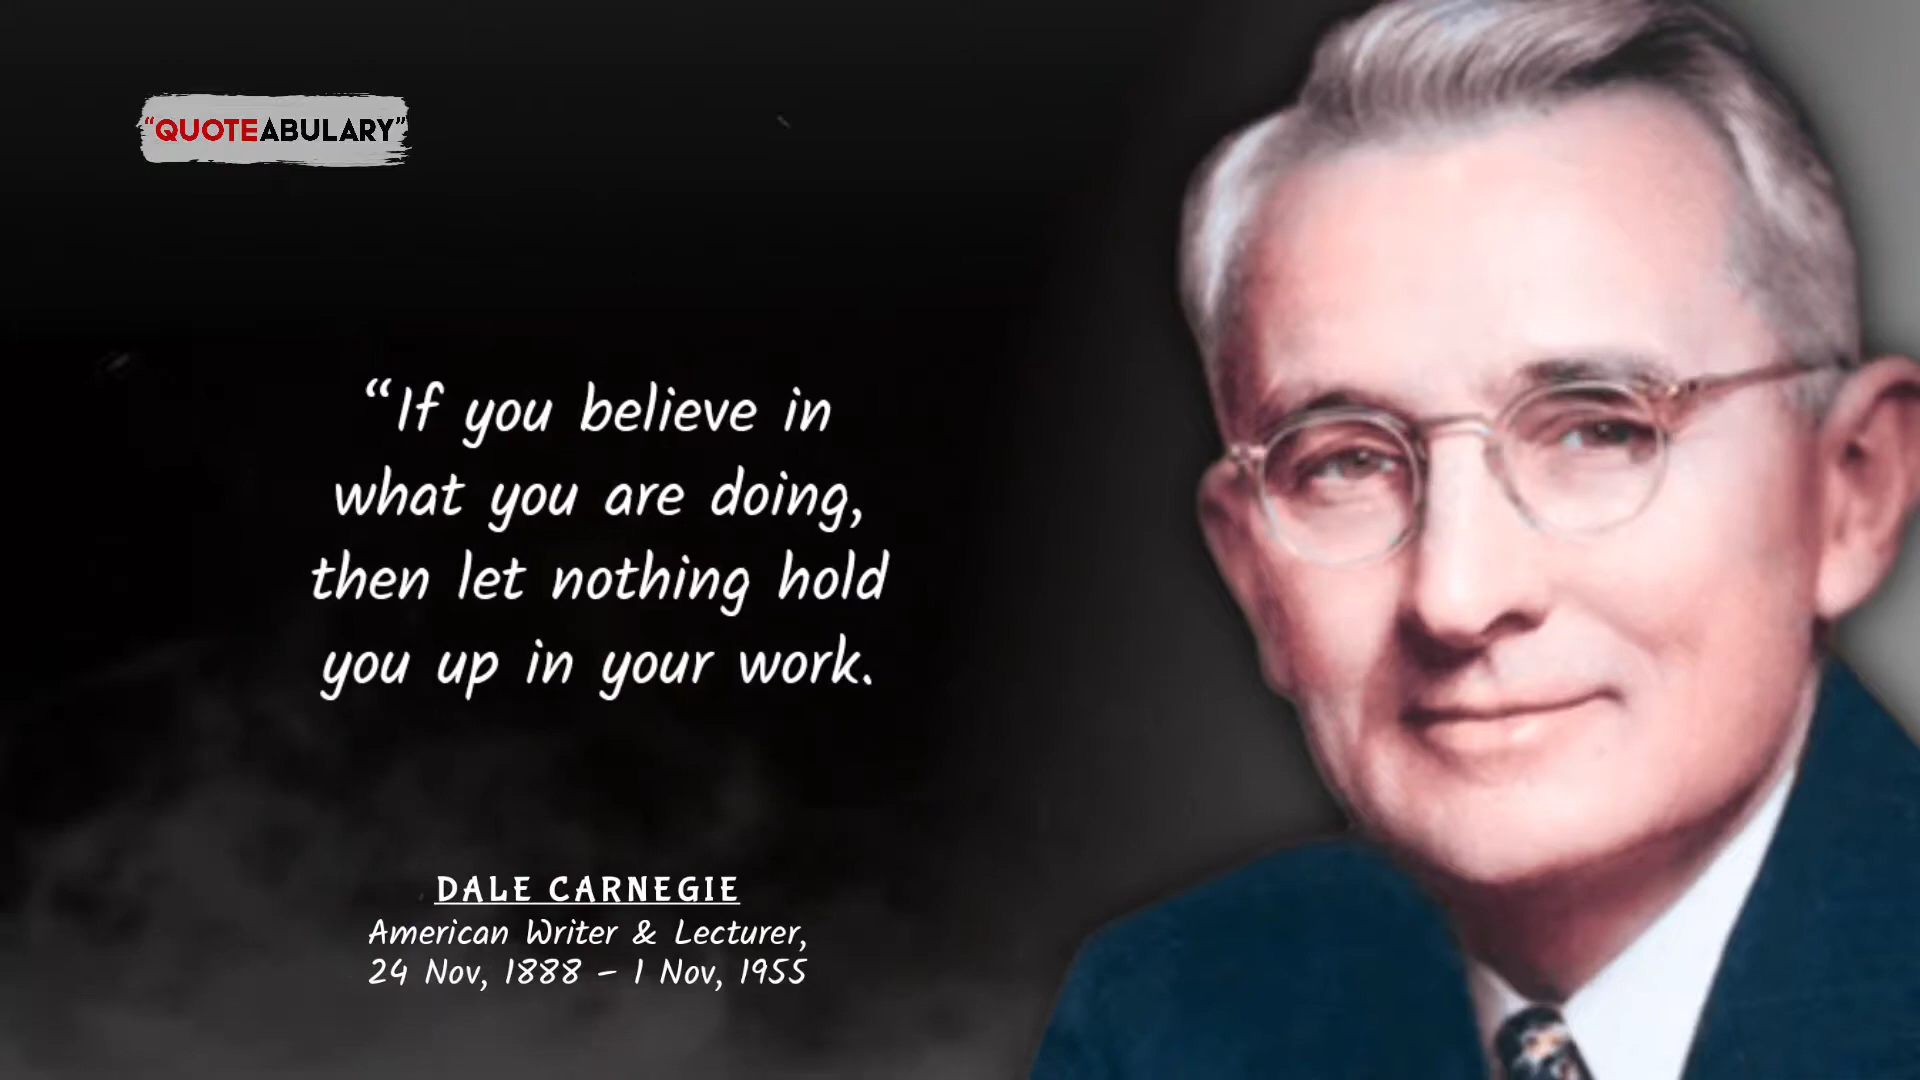 “QUOTEABULARY”
“If you believe in
what you are doing,
then let nothing hold
you up in your work.
DALE CARNEGIE
American Writer & Lecturer,
24 Nov, 1888 – 1 Nov, 1955